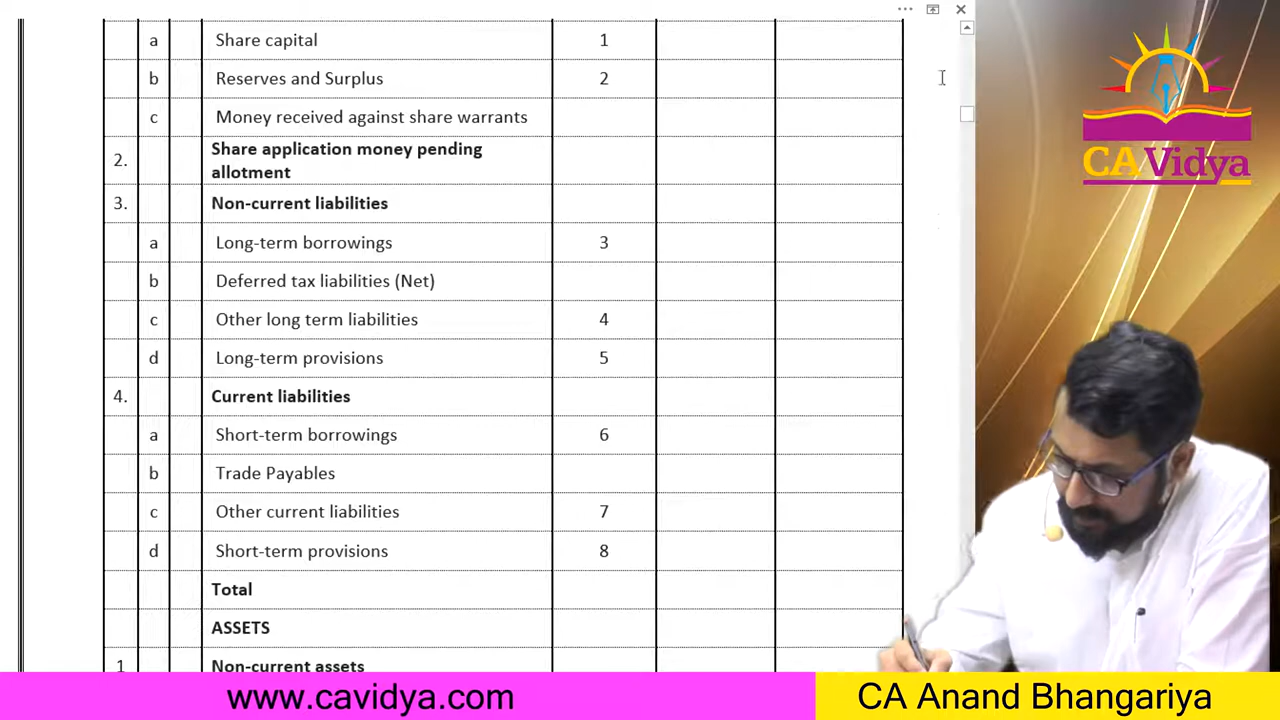 a Share capital 1
b Reserves and Surplus 2
c Money received against share warrants
2. Share application money pending
allotment
3. Non-current liabilities
a Long-term borrowings 3
b Deferred tax liabilities (Net)
c Other long term liabilities 4
d Long-term provisions 5
4. Current liabilities
a Short-term borrowings 6
b Trade Payables
c Other current liabilities 7
d Short-term provisions 8
Total
ASSETS
1 Non-current assets
CA Vidya
www.cavidya.com
CA Anand Bhangariya